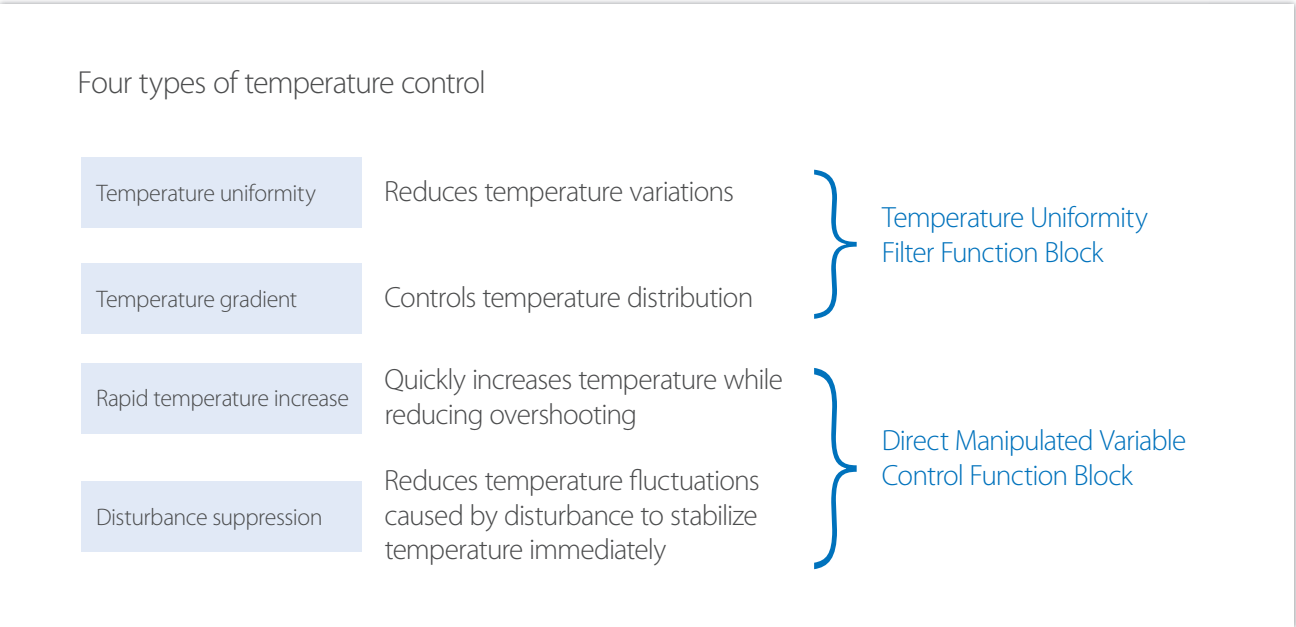 Four types of temperature control
Temperature uniformity
Reduces temperature variations
Temperature gradient
Controls temperature distribution
Temperature Uniformity
Filter Function Block
Rapid temperature increase
Quickly increases temperature while
reducing overshooting
Disturbance suppression
Reduces temperature fluctuations
caused by disturbance to stabilize
temperature immediately
Direct Manipulated Variable
Control Function Block